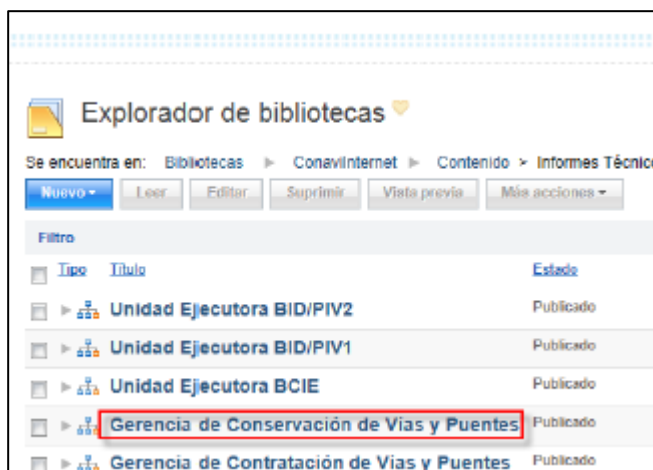 Explorador de bibliotecas
Se encuentra en: Bibliotecas ConaviInternet Contenido Informes Técnico
Nuevo Leer Editar Suprimir Vista previa Más acciones
Filtro
Tipo Título Estado
Unidad Ejecutora BID/PIV2 Publicado
Unidad Ejecutora BID/PIV1 Publicado
Unidad Ejecutora BCIE Publicado
Gerencia de Conservación de Vías y Puentes Publicado
Gerencia de Contratación de Vías y Puentes Publicado